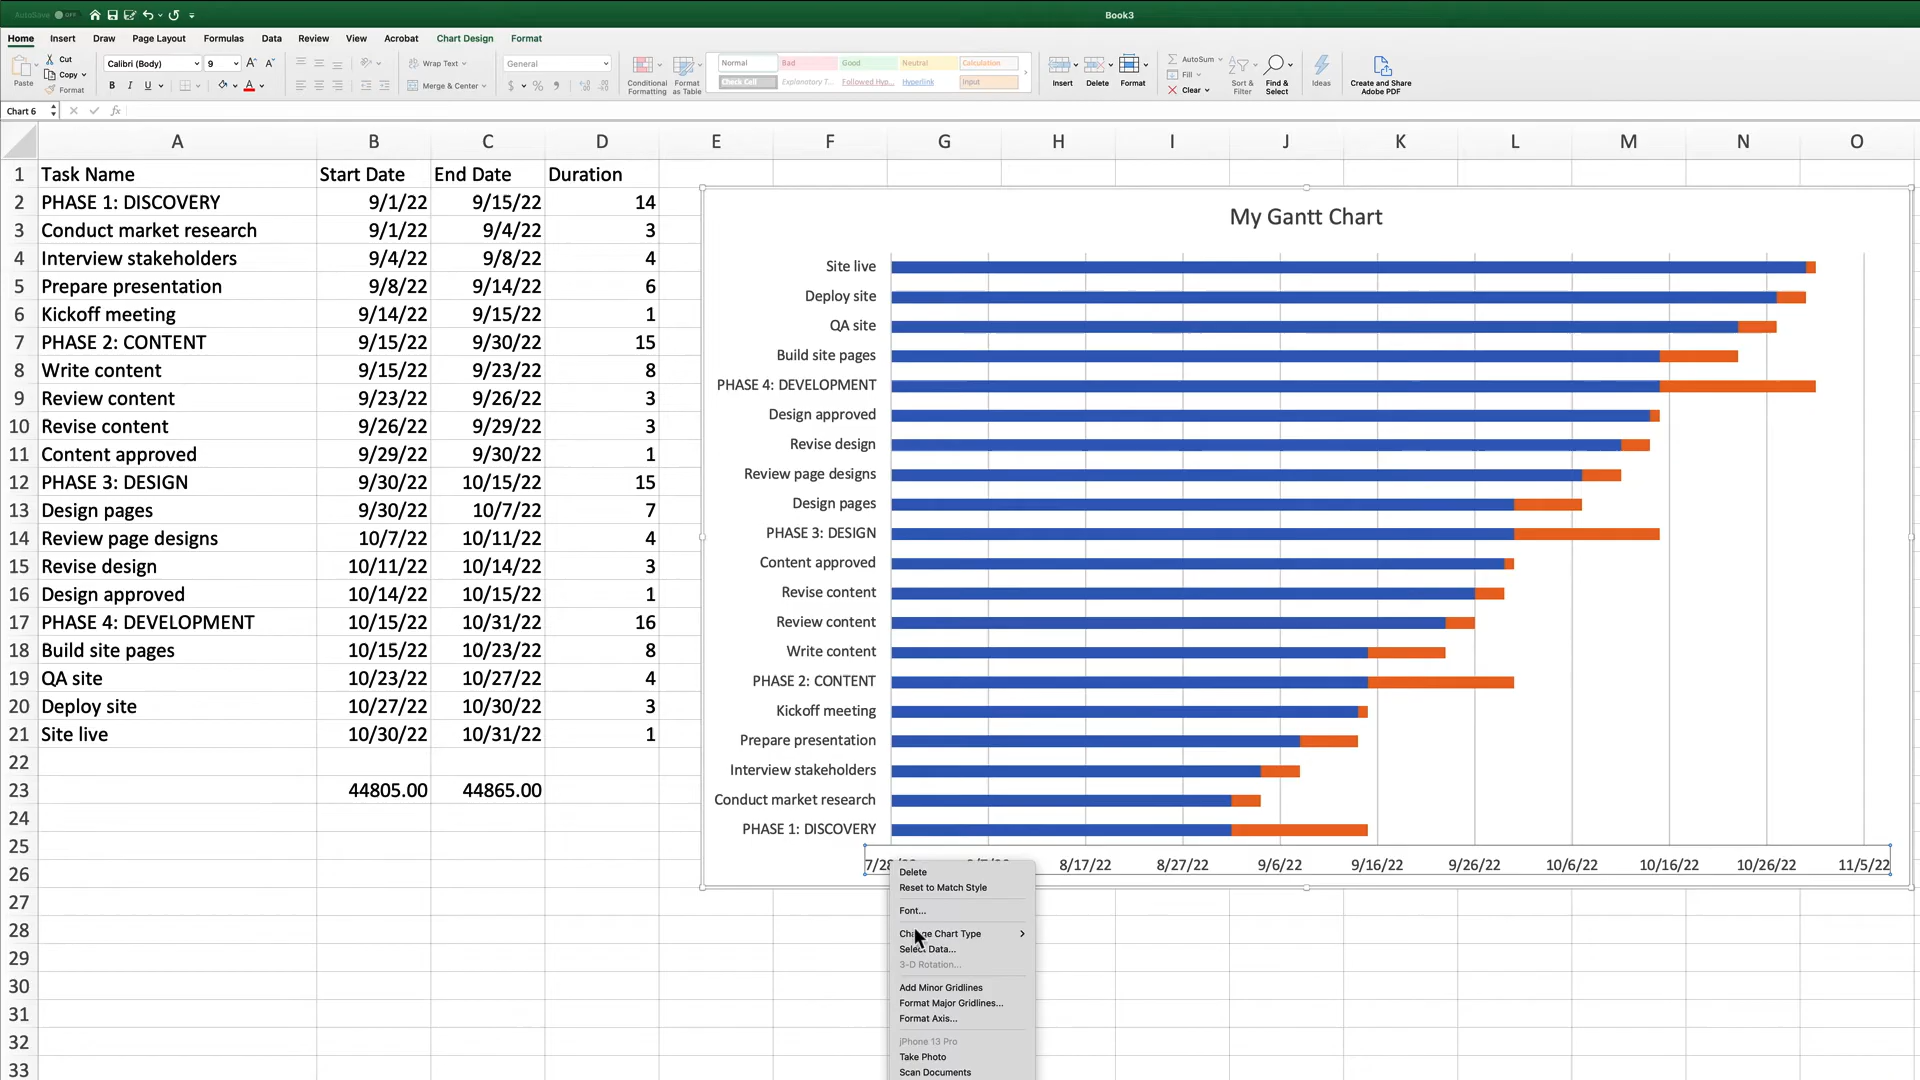 AutoSave OFF
Book3
Home Insert Draw Page Layout Formulas Data Review View Acrobat Chart Design Format
Paste
Cut
Copy
Format
Calibri (Body) 9 A A
B I U A
Wrap Text
Merge & Center
General
$ % 9
Conditional Formatting
Format as Table
Normal Bad Good Neutral Calculation
Check Cell Explanatory T... Followed Hyp... Hyperlink Input
Insert Delete Format
AutoSum
Fill
Clear
Sort & Filter
Find & Select
Ideas
Create and Share Adobe PDF
Chart 6 fx
A B C D E F G H I J K L M N O
1 Task Name Start Date End Date Duration
2 PHASE 1: DISCOVERY 9/1/22 9/15/22 14
3 Conduct market research 9/1/22 9/4/22 3
4 Interview stakeholders 9/4/22 9/8/22 4
5 Prepare presentation 9/8/22 9/14/22 6
6 Kickoff meeting 9/14/22 9/15/22 1
7 PHASE 2: CONTENT 9/15/22 9/30/22 15
8 Write content 9/15/22 9/23/22 8
9 Review content 9/23/22 9/26/22 3
10 Revise content 9/26/22 9/29/22 3
11 Content approved 9/29/22 9/30/22 1
12 PHASE 3: DESIGN 9/30/22 10/15/22 15
13 Design pages 9/30/22 10/7/22 7
14 Review page designs 10/7/22 10/11/22 4
15 Revise design 10/11/22 10/14/22 3
16 Design approved 10/14/22 10/15/22 1
17 PHASE 4: DEVELOPMENT 10/15/22 10/31/22 16
18 Build site pages 10/15/22 10/23/22 8
19 QA site 10/23/22 10/27/22 4
20 Deploy site 10/27/22 10/30/22 3
21 Site live 10/30/22 10/31/22 1
22
23 44805.00 44865.00
24
25
26
27
28
29
30
31
32
33
My Gantt Chart
Site live
Deploy site
QA site
Build site pages
PHASE 4: DEVELOPMENT
Design approved
Revise design
Review page designs
Design pages
PHASE 3: DESIGN
Content approved
Revise content
Review content
Write content
PHASE 2: CONTENT
Kickoff meeting
Prepare presentation
Interview stakeholders
Conduct market research
PHASE 1: DISCOVERY
8/17/22 8/27/22 9/6/22 9/16/22 9/26/22 10/6/22 10/16/22 10/26/22 11/5/22
Delete
Reset to Match Style
Font...
Change Chart Type
Select Data...
3-D Rotation...
Add Minor Gridlines
Format Major Gridlines...
Format Axis...
jPhone 13 Pro
Take Photo
Scan Documents